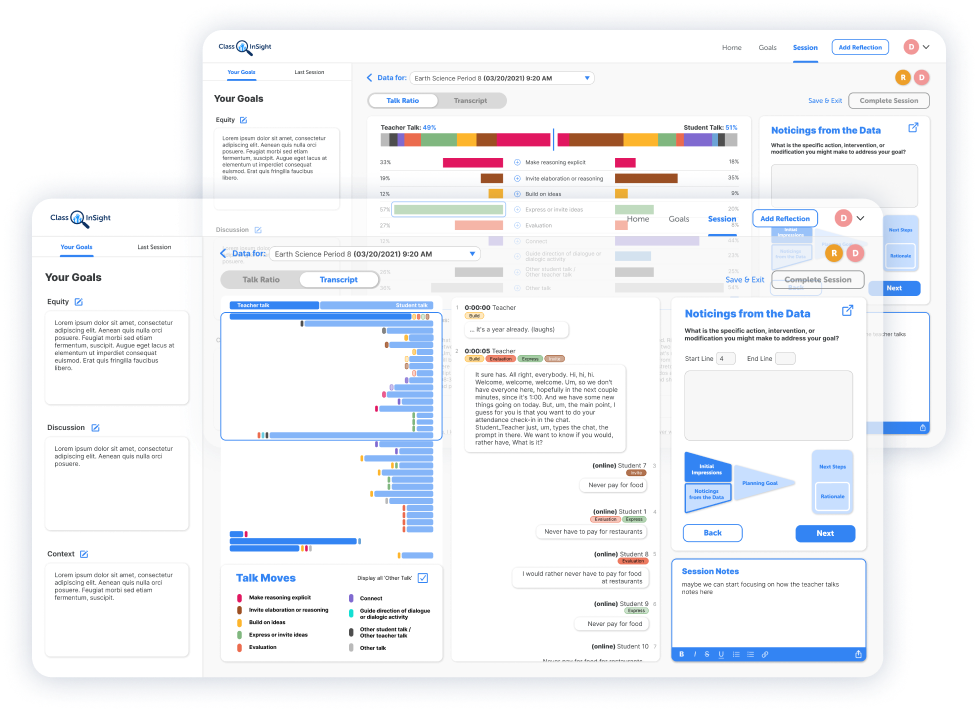 Class InSight
Home
Goals
Session
Add Reflection
D
Your Goals
Last Session
Data for:
Earth Science Period 8 (03/20/2021) 9:20 AM
R
D
Your Goals
Talk Ratio
Transcript
Save & Exit
Complete Session
Equity
Lorem ipsum dolor sit amet, consectetur
adipiscing elit. Aenean quis nulla orci
posuere. Feugiat morbi sed etiam
fermentum, suscipit. Augue eget lacus at
elementum ut imperdiet consequat
euismod. Erat quis fringilla faucibus
libero.
Teacher Talk: 49%
Student Talk: 51%
33%
Make reasoning explicit
18%
19%
Invite elaboration or reasoning
35%
12%
Build on ideas
9%
57%
Express or invite ideas
20%
27%
Evaluation
8%
Connect
44%
Guide direction of dialogue or
dialogic activity
Other student talk /
Other teacher talk
Other talk
Noticings from the Data
What is the specific action, intervention, or
modification you might make to address your goal?
Discussion
Initial
Impressions
Noticings
from the Data
Next Steps
Rationale
Back
Next
Class InSight
Home
Goals
Session
Add Reflection
D
Your Goals
Last Session
Data for:
Earth Science Period 8 (03/20/2021) 9:20 AM
R
D
Your Goals
Talk Ratio
Transcript
Save & Exit
Complete Session
Equity
Lorem ipsum dolor sit amet, consectetur
adipiscing elit. Aenean quis nulla orci
posuere. Feugiat morbi sed etiam
fermentum, suscipit. Augue eget lacus at
elementum ut imperdiet consequat
euismod. Erat quis fringilla faucibus
libero.
Discussion
Lorem ipsum dolor sit amet, consectetur
adipiscing elit. Aenean quis nulla orci
posuere.
Context
Lorem ipsum dolor sit amet, consectetur
adipiscing elit. Aenean quis nulla orci
posuere. Feugiat morbi sed etiam
fermentum, suscipit.
Teacher talk
Student talk
Talk Moves
Display all 'Other Talk'
Make reasoning explicit
Invite elaboration or reasoning
Build on ideas
Express or invite ideas
Evaluation
Connect
Guide direction of dialogue
or dialogic activity
Other student talk /
Other teacher talk
Other talk
1 0:00:00 Teacher
Build
... it's a year already. (laughs)
2 0:00:05 Teacher
Build Evaluation Express Invite
It sure has. All right, everybody. Hi, hi, hi.
Welcome, welcome, welcome. Um, so we don't
have everyone here, hopefully in the next couple
minutes, since it's 1:00. And we have some new
things going on today. But, um, the main point, I
guess for you is that you want to do your
attendance check-in in the chat.
Student_Teacher just, um, types the chat, the
prompt in there. We want to know if you would,
rather have, What is it?
(online) Student 7 3
Invite
Never pay for food
(online) Student 1 4
Evaluation Express
Never have to pay for restaurants
(online) Student 8 5
Evaluation
I would rather never have to pay for food
at restaurants
(online) Student 9 6
Express
Never pay for food
(online) Student 10 7
Never pay for food for restaurants
Noticings from the Data
What is the specific action, intervention, or
modification you might make to address your goal?
Start Line 4 End Line
Initial
Impressions
Noticings
from the Data
Planning Goal
Next Steps
Rationale
Back
Next
Session Notes
maybe we can start focusing on how the teacher talks
notes here
B I S U